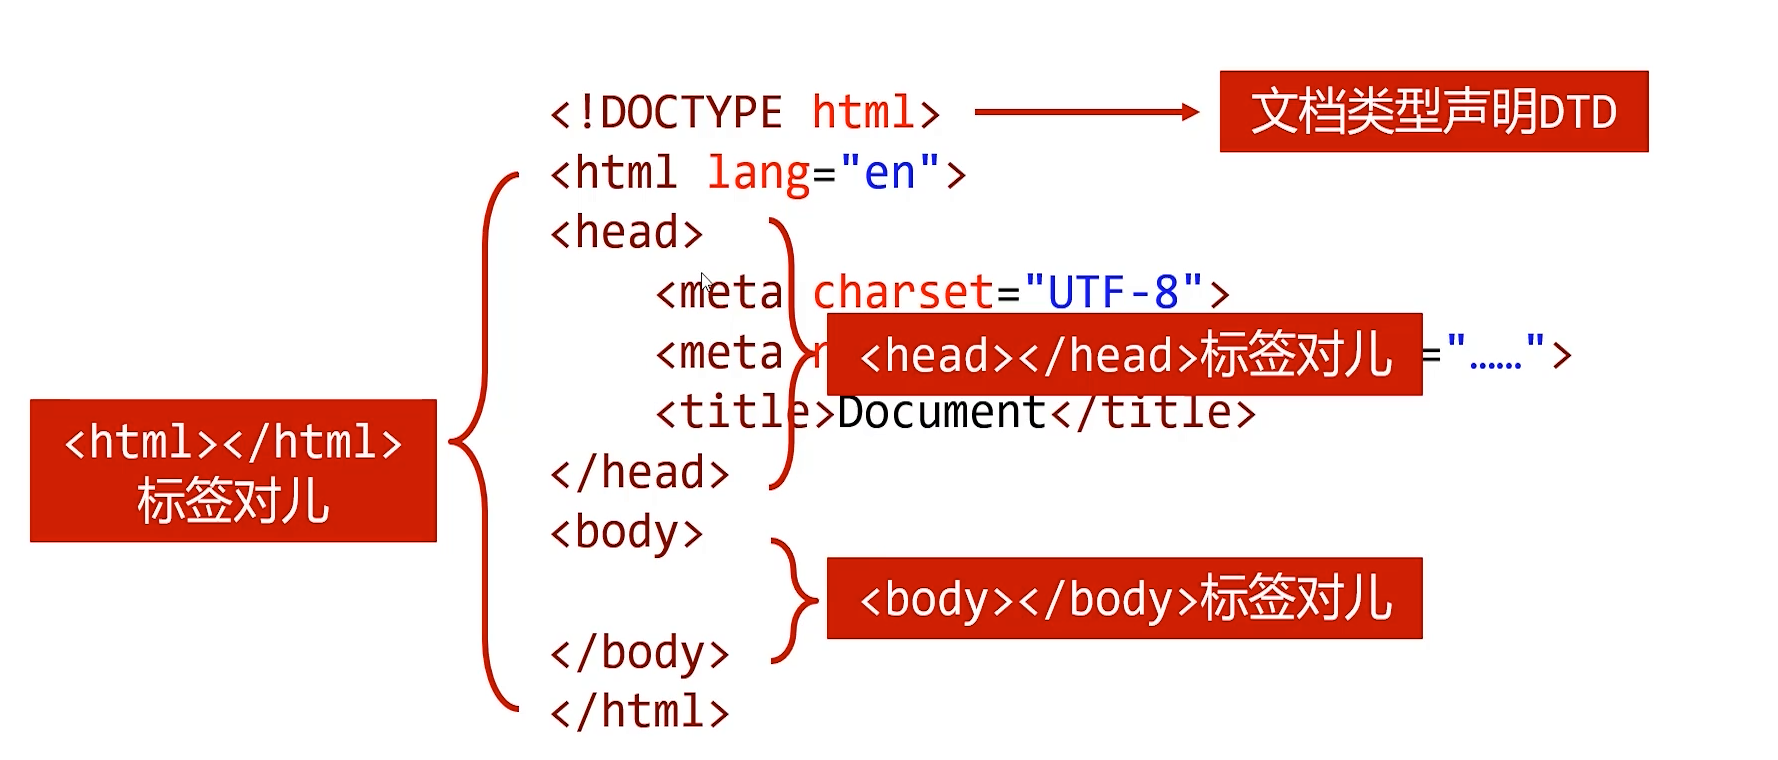 <!DOCTYPE html>
文档类型声明DTD
<html lang="en">
<head>
<meta charset="UTF-8">
<meta
="……">
<head></head>标签对儿
<title>Document</title>
<html></html>
标签对儿
</head>
<body>
<body></body>标签对儿
</body>
</html>